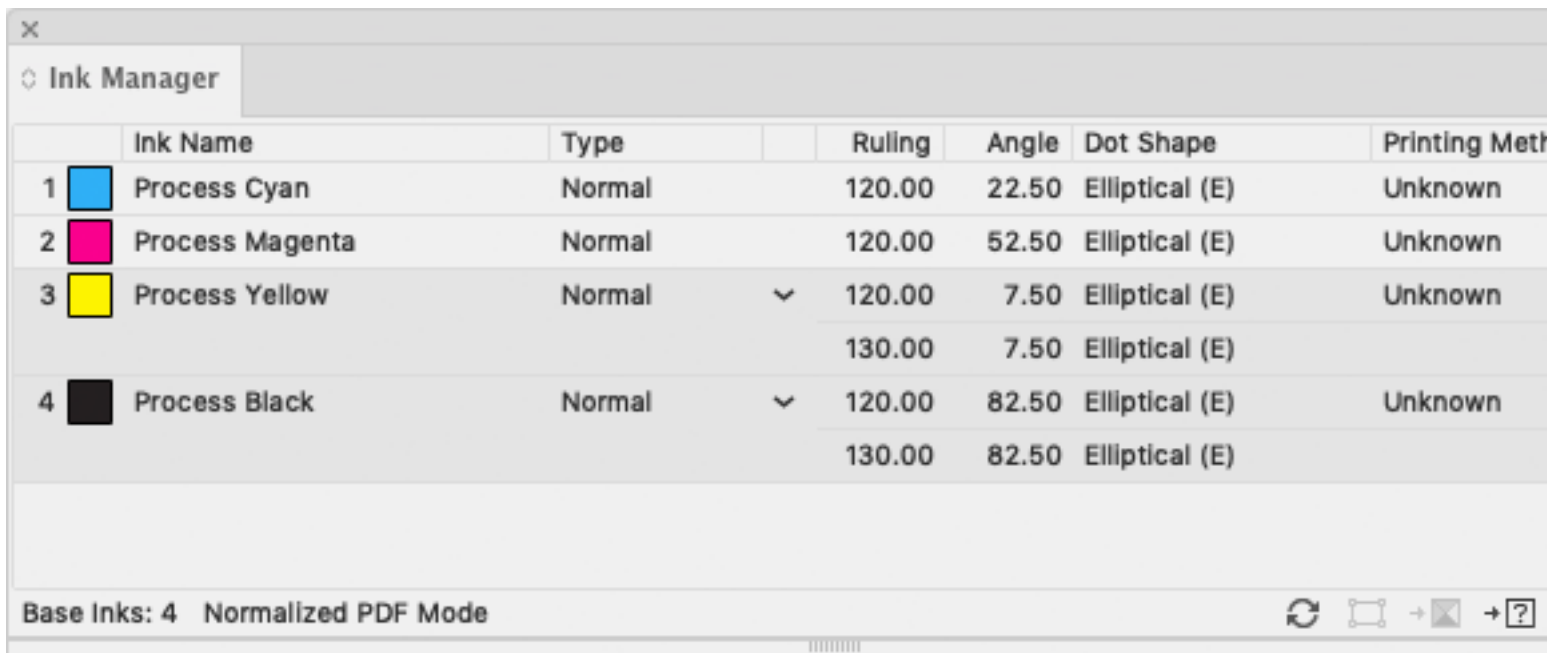 Ink Manager
Ink Name Type Ruling Angle Dot Shape Printing Meth
1 Process Cyan Normal 120.00 22.50 Elliptical (E) Unknown
2 Process Magenta Normal 120.00 52.50 Elliptical (E) Unknown
3 Process Yellow Normal 120.00 7.50 Elliptical (E) Unknown
130.00 7.50 Elliptical (E)
4 Process Black Normal 120.00 82.50 Elliptical (E) Unknown
130.00 82.50 Elliptical (E)
Base Inks: 4 Normalized PDF Mode